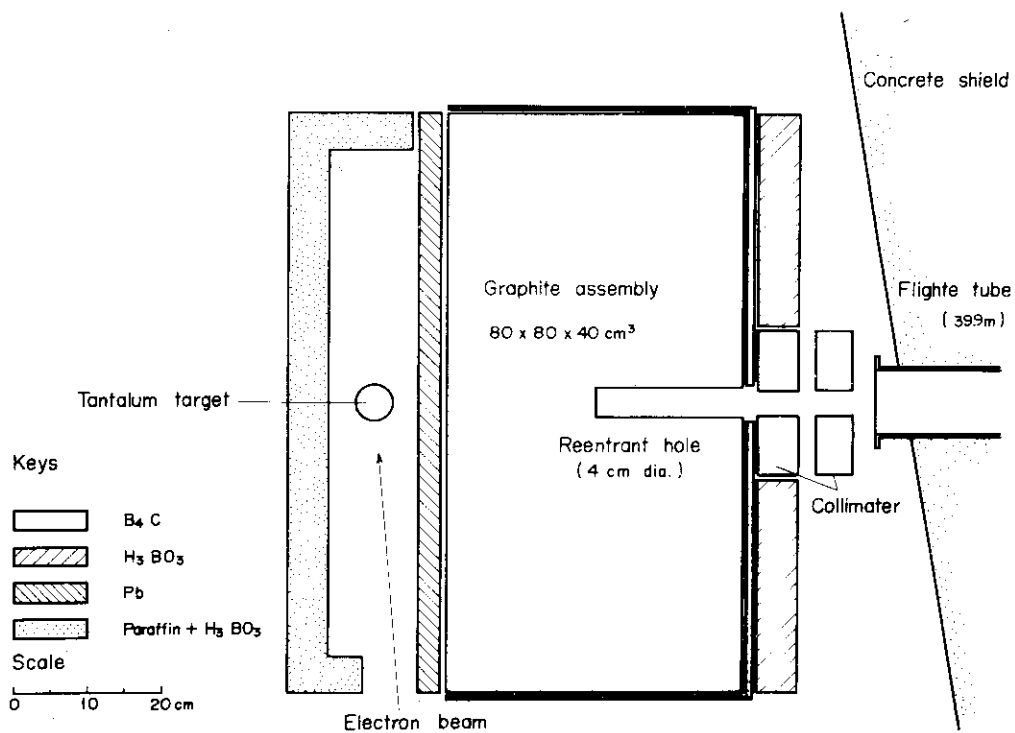 Concrete shield
Graphite assembly
80 x 80 x 40 cm³
Flighte tube
( 39.9m )
Tantalum target
Reentrant hole
( 4 cm dia. )
Collimater
Keys
B₄ C
H₃ BO₃
Pb
Paraffin + H₃ BO₃
Scale
0 10 20 cm
Electron beam